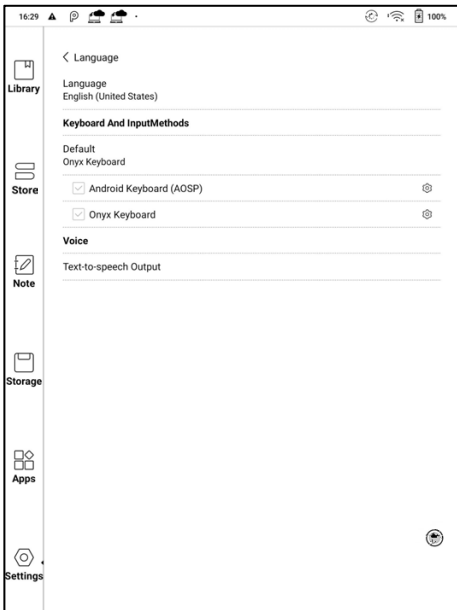 16:29
100%
Library
Store
Note
Storage
Apps
Settings
Language
Language
English (United States)
Keyboard And InputMethods
Default
Onyx Keyboard
Android Keyboard (AOSP)
Onyx Keyboard
Voice
Text-to-speech Output